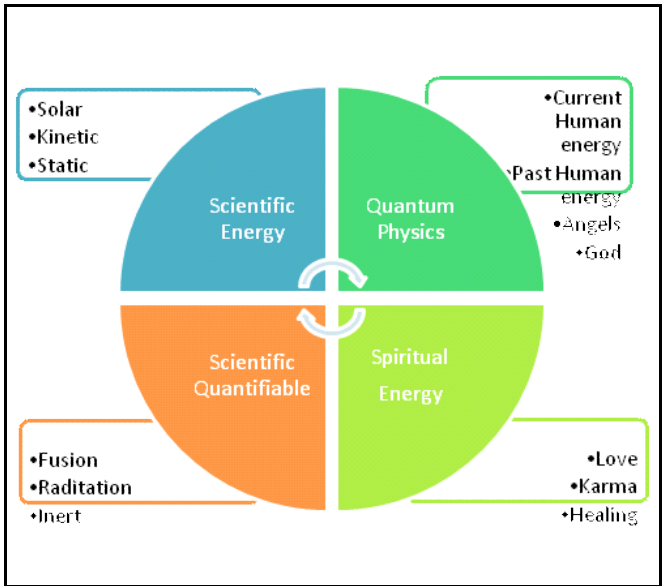 •Solar
•Kinetic
•Static
Scientific
Energy
Quantum
Physics
•Current
Human
energy
•Past Human
energy
•Angels
•God
Scientific
Quantifiable
Spiritual
Energy
•Fusion
•Raditation
•Inert
•Love
•Karma
•Healing